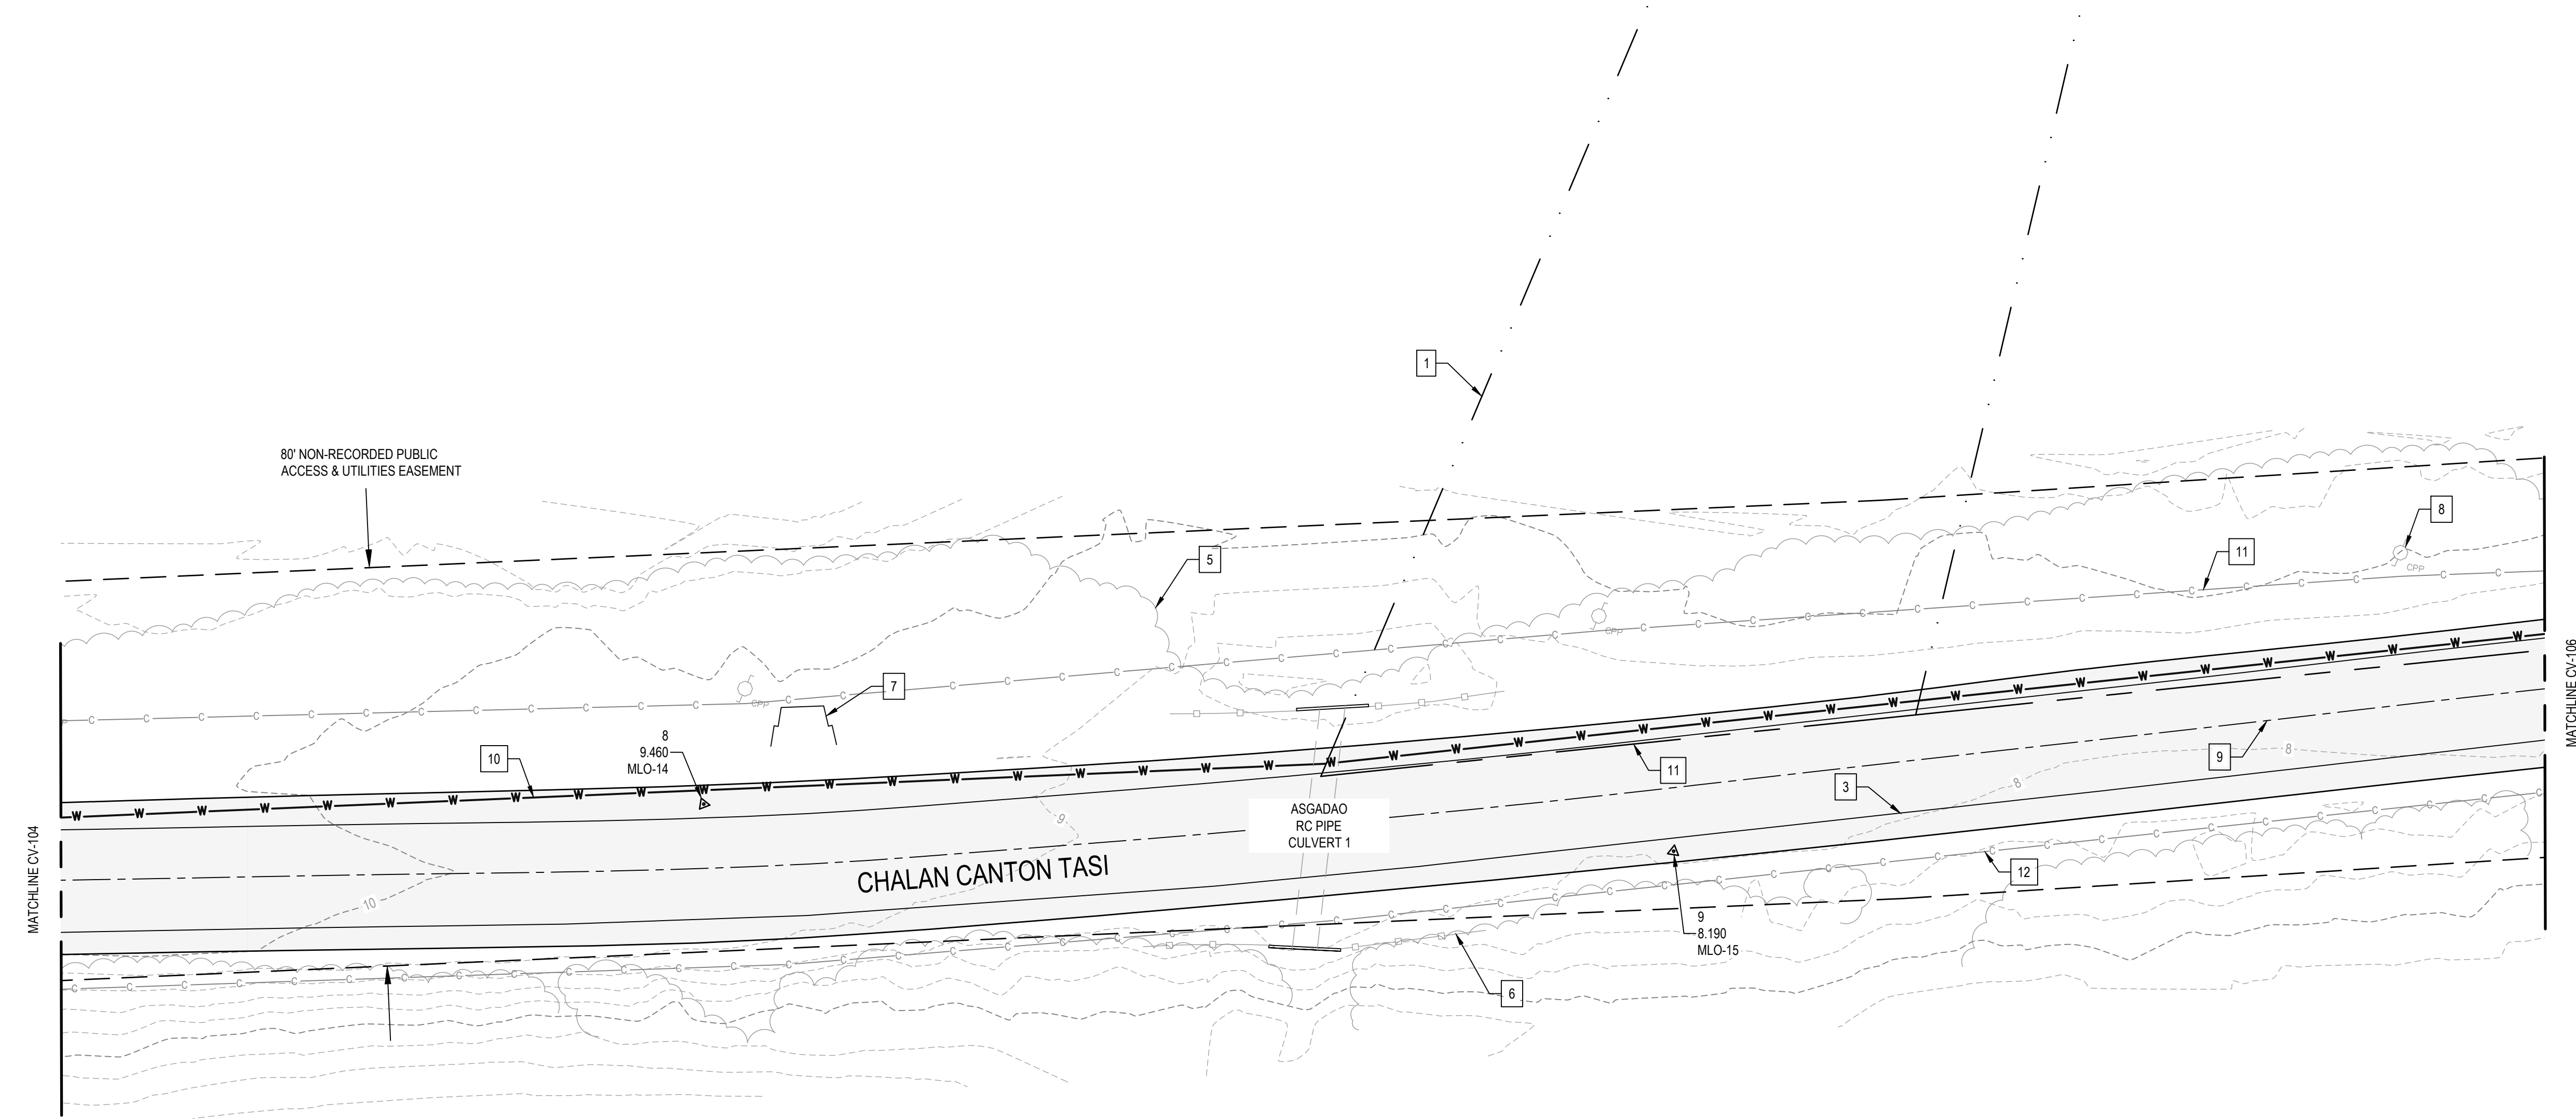 1
80' NON-RECORDED PUBLIC
ACCESS & UTILITIES EASEMENT
8
5
11
CPP
CPP
CPP
7
8
9.460
MLO-14
10
11
9
8
8
3
9
ASGADAO
RC PIPE
CULVERT 1
CHALAN CANTON TASI
10
12
9
8.190
MLO-15
6
MATCHLINE CV-104
MATCHLINE CV-106
C C C C C C C C C C C C C C C C C C C C C C C C C C C C C C C C C C C C C C C C C C C C C
W W W W W W W W W W W W W W W W W W W W W W W W W W W W W W W W W W W W W W W W
C C C C C C C C C C C C C C C C C C C C C C C C C C C C C C C C C C C C C C C C C C C C C C